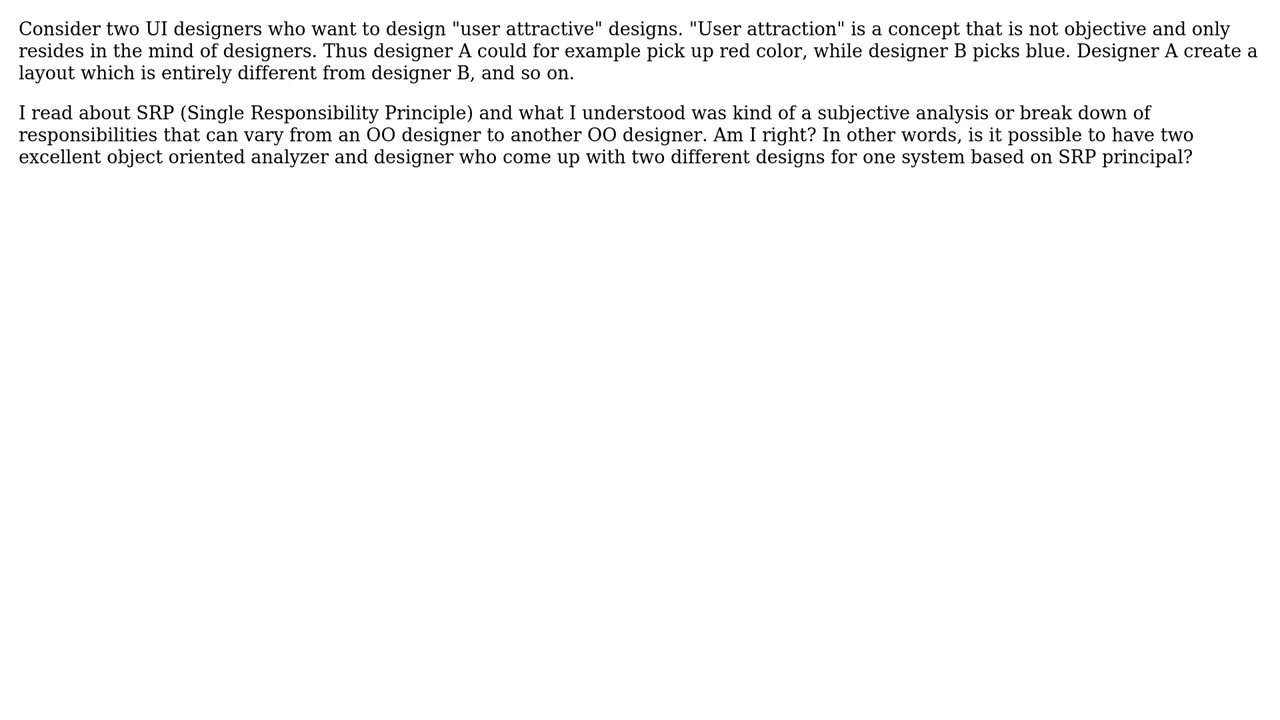 Consider two UI designers who want to design "user attractive" designs. "User attraction" is a concept that is not objective and only
resides in the mind of designers. Thus designer A could for example pick up red color, while designer B picks blue. Designer A create a
layout which is entirely different from designer B, and so on.
I read about SRP (Single Responsibility Principle) and what I understood was kind of a subjective analysis or break down of
responsibilities that can vary from an OO designer to another OO designer. Am I right? In other words, is it possible to have two
excellent object oriented analyzer and designer who come up with two different designs for one system based on SRP principal?